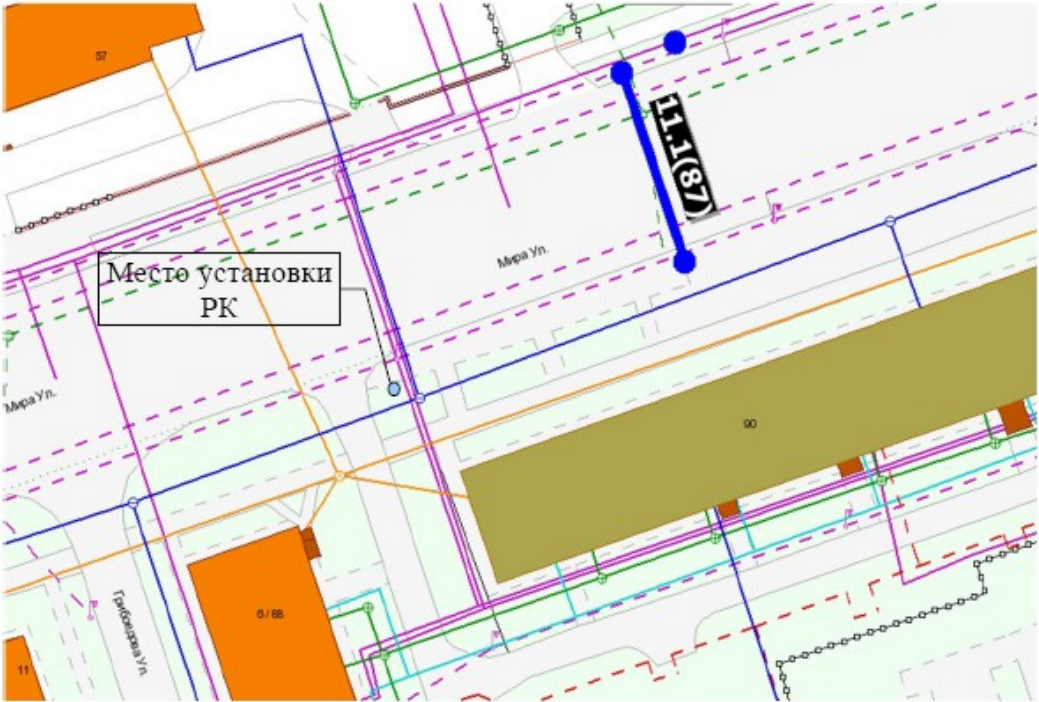 57
11.1(87)
Мира Ул.
Место установки
РК
Мира Ул.
90
Грибоедова Ул.
6 / 88
11